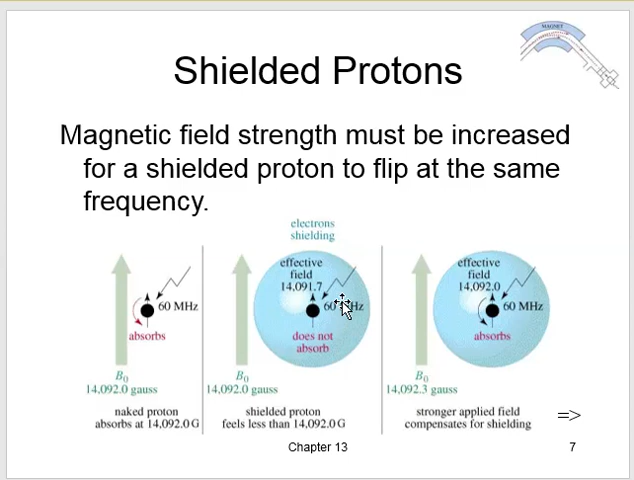 MAGNET
Shielded Protons
Magnetic field strength must be increased
for a shielded proton to flip at the same
frequency.
electrons
shielding
60 MHz
absorbs
B₀
14,092.0 gauss
naked proton
absorbs at 14,092.0 G
effective
field
14,091.7
does not
absorb
B₀
14,092.0 gauss
shielded proton
feels less than 14,092.0 G
effective
field
14,092.0
60 MHz
absorbs
B₀
14,092.3 gauss
stronger applied field
compensates for shielding
=>
Chapter 13
7